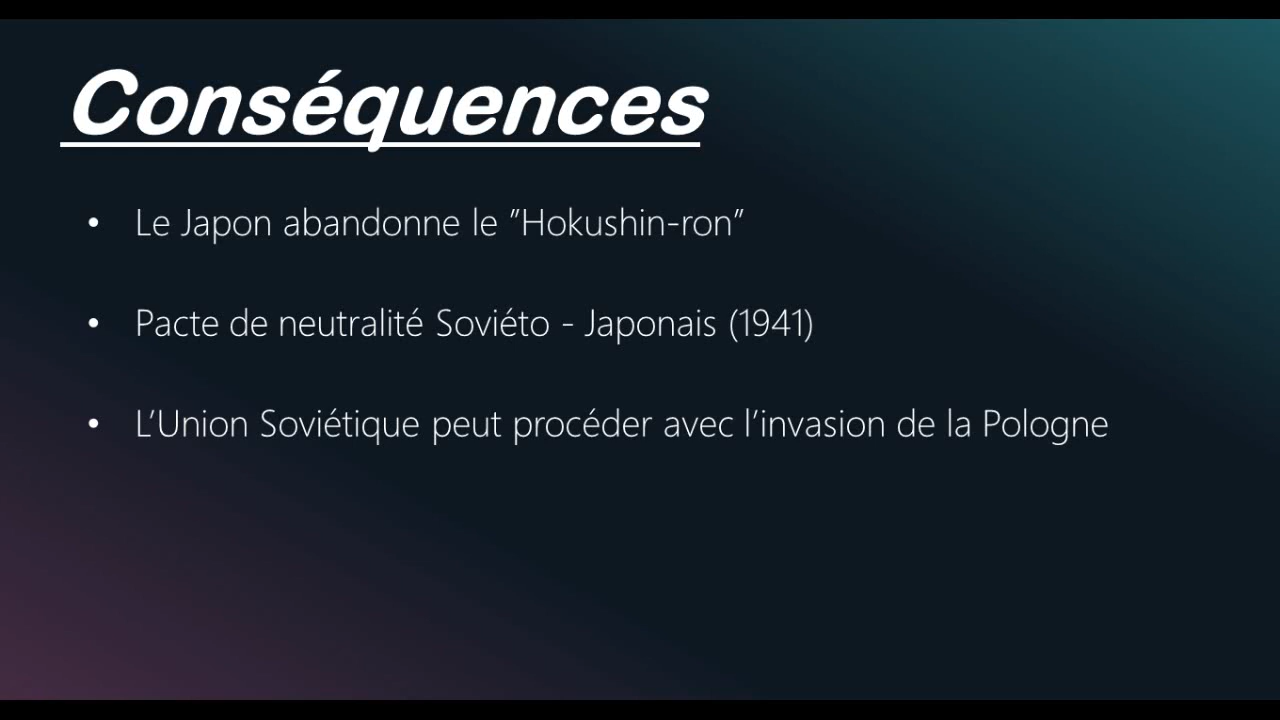 Conséquences
• Le Japon abandonne le ”Hokushin-ron”
• Pacte de neutralité Soviéto - Japonais (1941)
• L’Union Soviétique peut procéder avec l’invasion de la Pologne